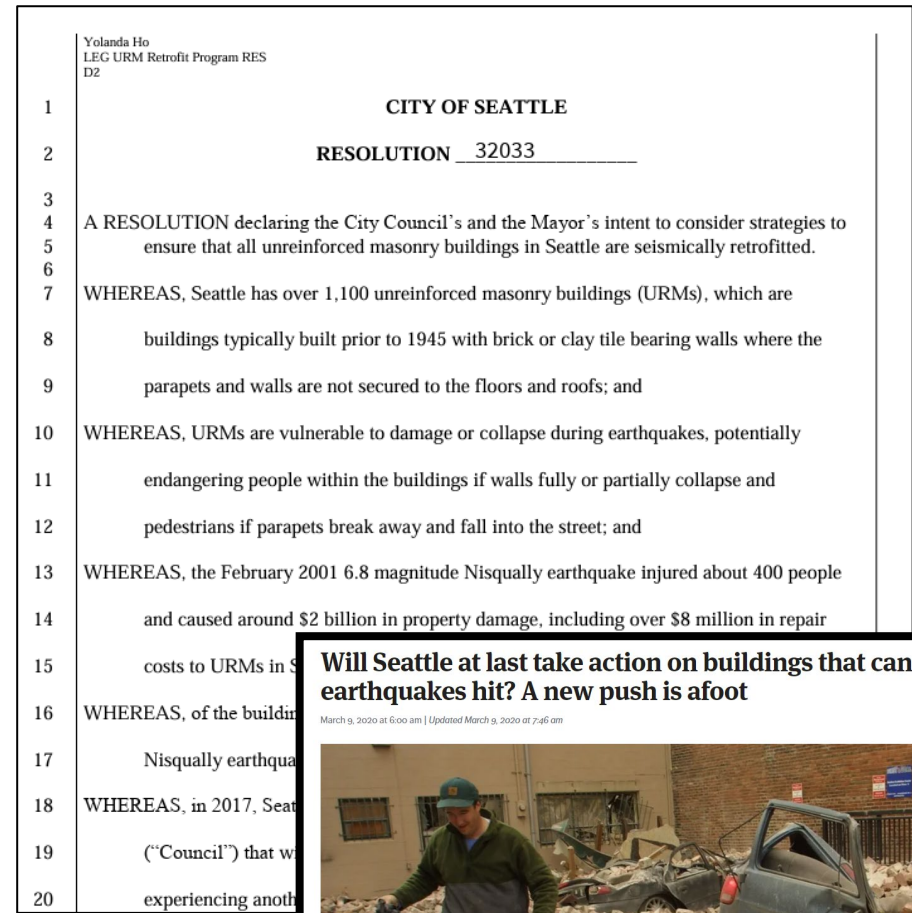 Yolanda Ho
LEG URM Retrofit Program RES
D2
1 CITY OF SEATTLE
2 RESOLUTION __32033__________________
3
4 A RESOLUTION declaring the City Council's and the Mayor's intent to consider strategies to
5 ensure that all unreinforced masonry buildings in Seattle are seismically retrofitted.
6
7 WHEREAS, Seattle has over 1,100 unreinforced masonry buildings (URMs), which are
8 buildings typically built prior to 1945 with brick or clay tile bearing walls where the
9 parapets and walls are not secured to the floors and roofs; and
10 WHEREAS, URMs are vulnerable to damage or collapse during earthquakes, potentially
11 endangering people within the buildings if walls fully or partially collapse and
12 pedestrians if parapets break away and fall into the street; and
13 WHEREAS, the February 2001 6.8 magnitude Nisqually earthquake injured about 400 people
14 and caused around $2 billion in property damage, including over $8 million in repair
15 costs to URMs in S
16 WHEREAS, of the buildin
17 Nisqually earthqua
18 WHEREAS, in 2017, Seat
19 ("Council") that wi
20 experiencing anoth
Will Seattle at last take action on buildings that can
earthquakes hit? A new push is afoot
March 9, 2020 at 6:00 am | Updated March 9, 2020 at 7:46 am